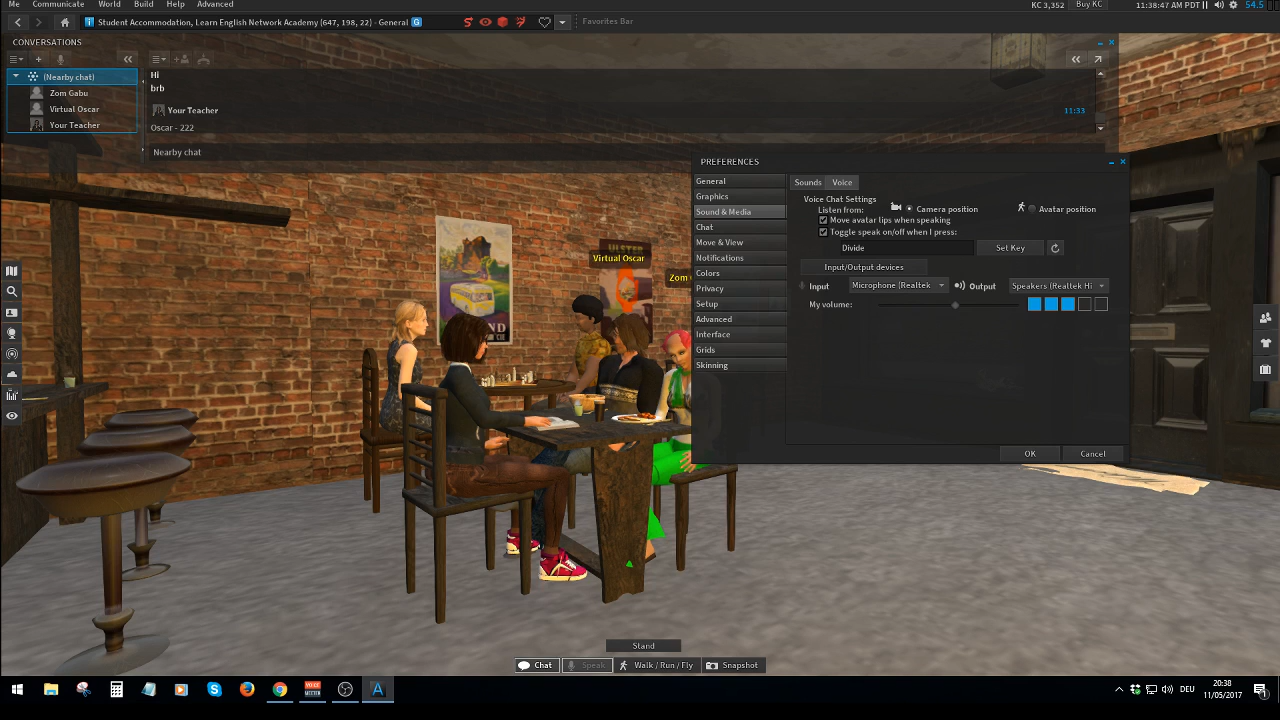 Me Communicate World Build Help Advanced
KC 3,352 Buy KC 11:38:47 AM PDT 54.5
Student Accommodation, Learn English Network Academy (647, 198, 22) - General G
Favorites Bar
CONVERSATIONS
(Nearby chat)
Zom Gabu
Virtual Oscar
Your Teacher
Hi
brb
Your Teacher 11:33
Oscar - 222
Nearby chat
PREFERENCES
General
Graphics
Sound & Media
Chat
Move & View
Notifications
Colors
Privacy
Setup
Advanced
Interface
Grids
Skinning
Sounds Voice
Voice Chat Settings
Listen from: Camera position Avatar position
Move avatar lips when speaking
Toggle speak on/off when I press:
Divide Set Key
Input/Output devices
Input Microphone (Realtek Output Speakers (Realtek Hi
My volume:
OK Cancel
ULSTER
Virtual Oscar
Zom
Stand
Chat Speak Walk / Run / Fly Snapshot
VOICE
DEU
20:38
11/05/2017